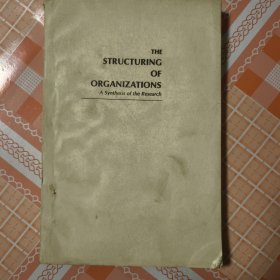 THE
STRUCTURING
OF
ORGANIZATIONS
A Synthesis of the Research